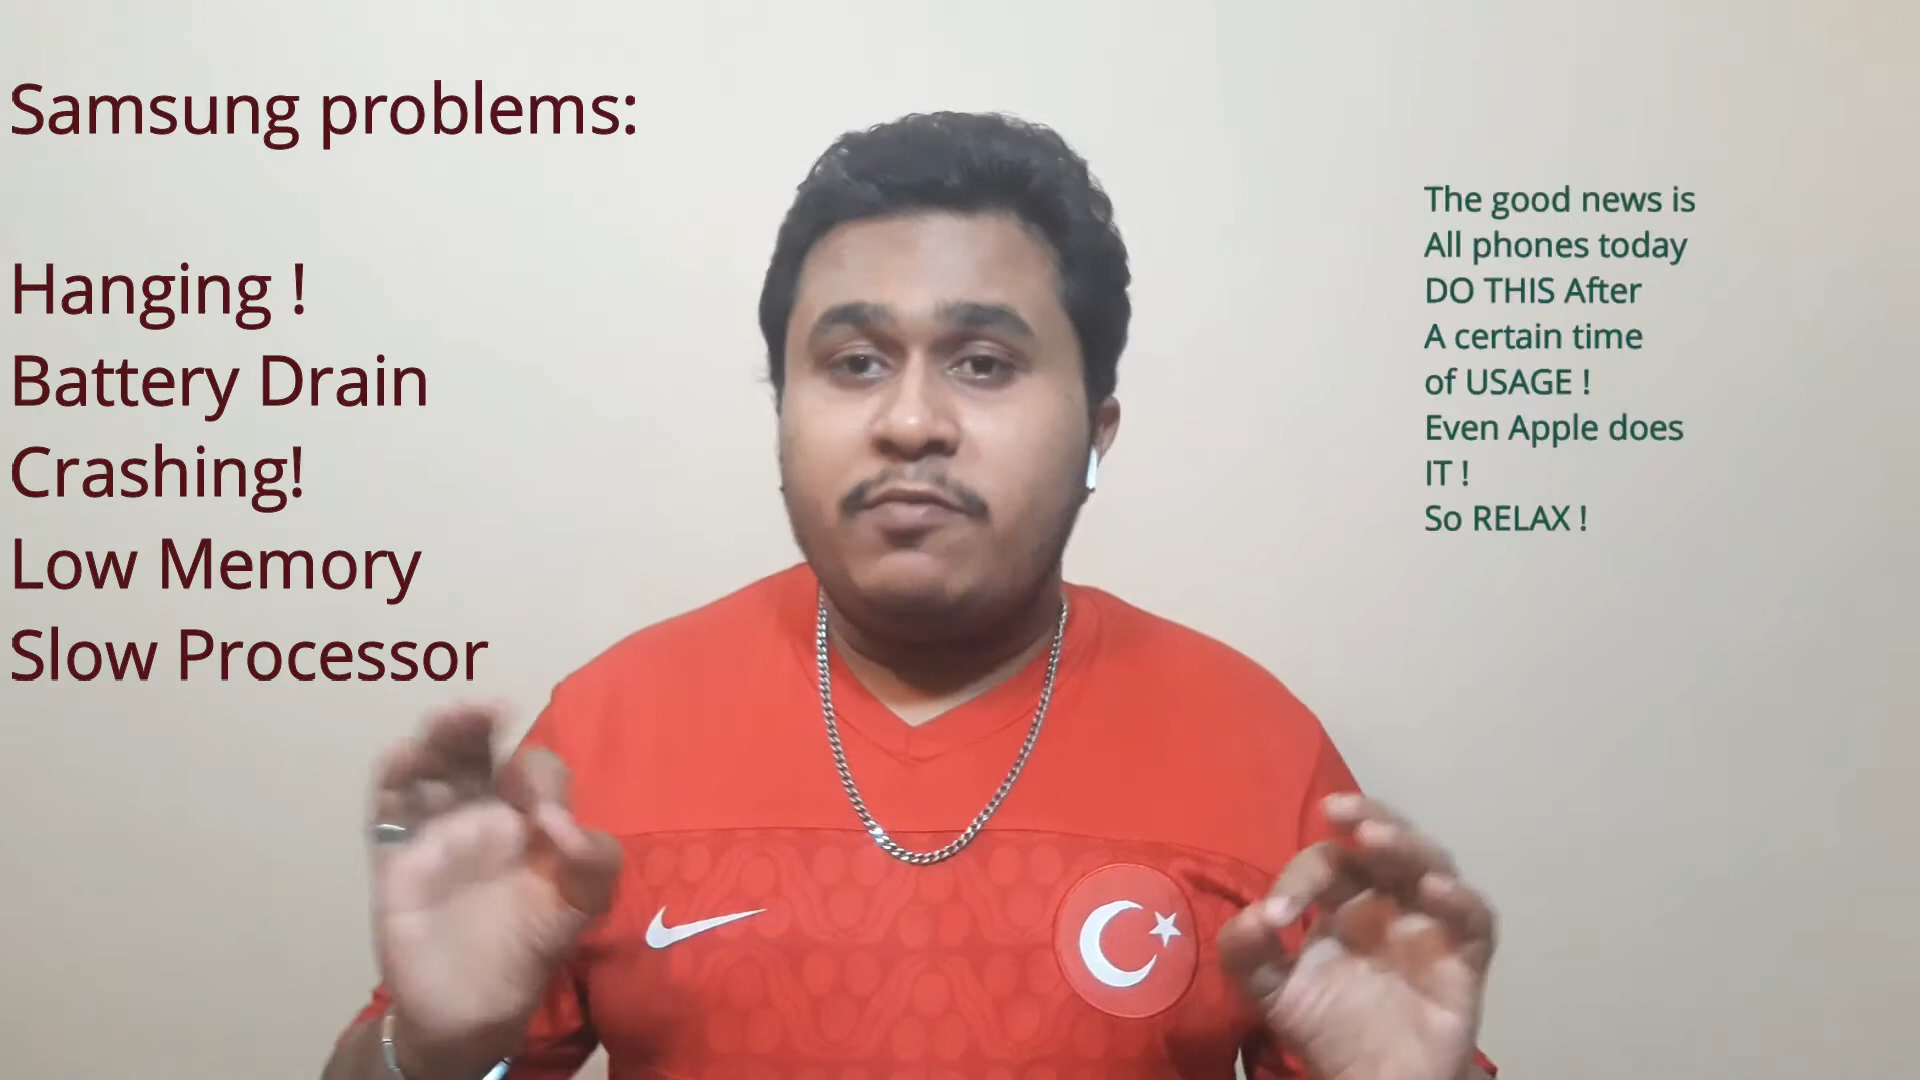 Samsung problems:
Hanging !
Battery Drain
Crashing!
Low Memory
Slow Processor
The good news is
All phones today
DO THIS After
A certain time
of USAGE !
Even Apple does
IT !
So RELAX !